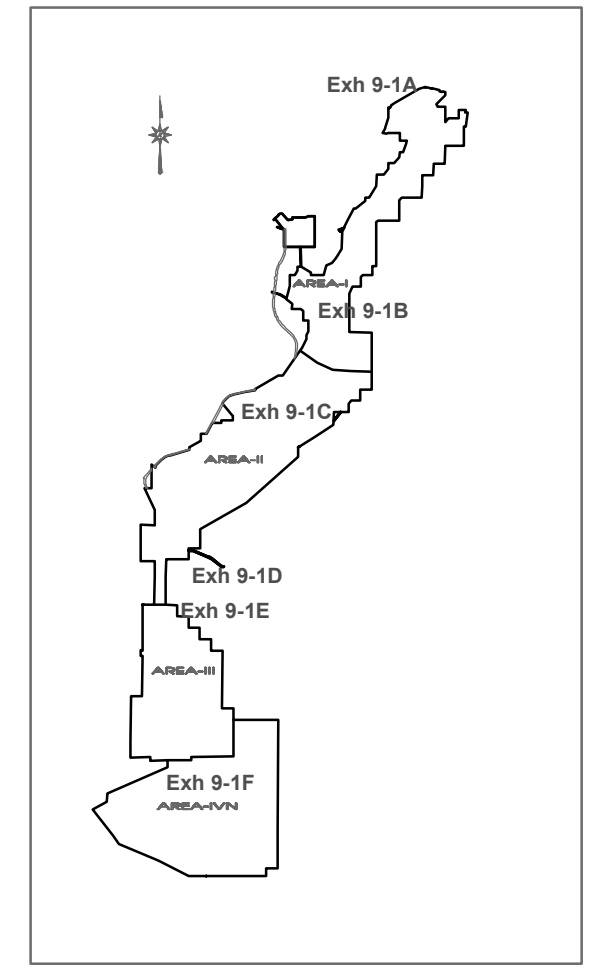 Exh 9-1A
AREA-I
Exh 9-1B
Exh 9-1C
AREA-II
Exh 9-1D
Exh 9-1E
AREA-III
Exh 9-1F
AREA-IVN